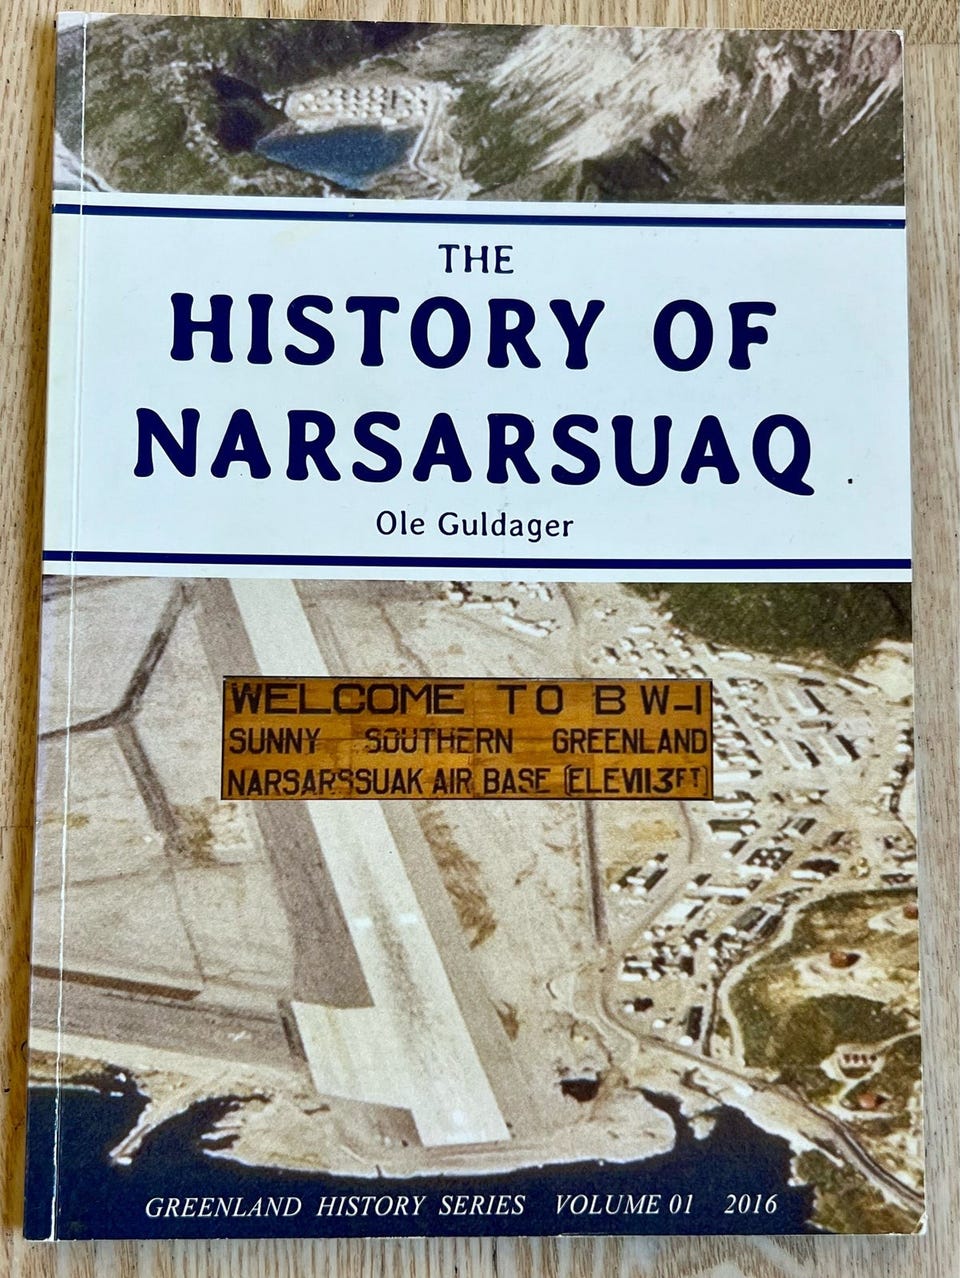 THE
HISTORY OF
NARSARSUAQ
Ole Guldager
WELCOME TO BW-1
SUNNY SOUTHERN GREENLAND
NARSARSSUAK AIR BASE (ELEV113FT)
GREENLAND HISTORY SERIES VOLUME 01 2016